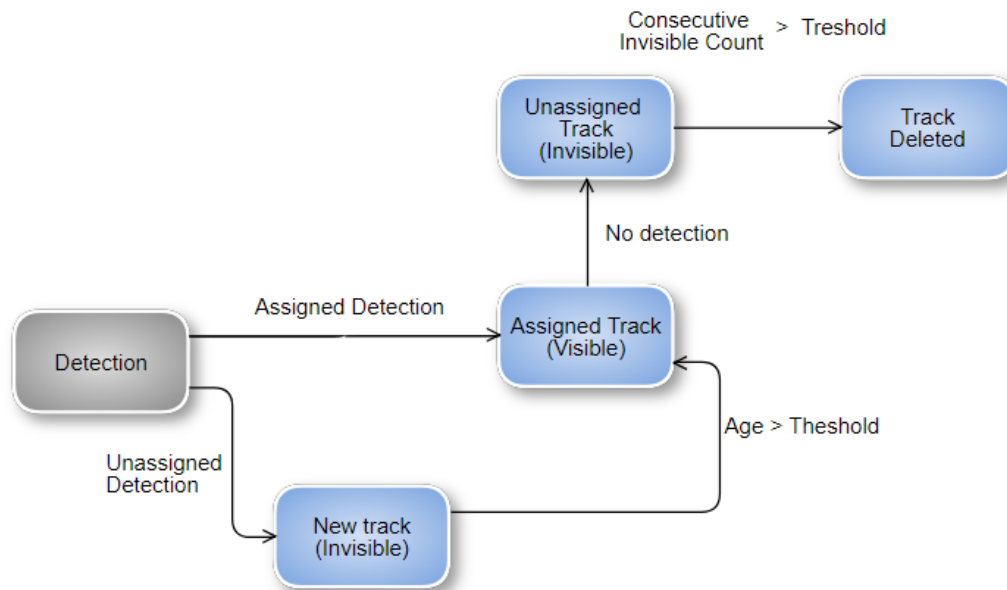 Consecutive
Invisible Count > Treshold
Unassigned
Track
(Invisible)
Track
Deleted
No detection
Assigned Detection
Assigned Track
(Visible)
Detection
Age > Theshold
Unassigned
Detection
New track
(Invisible)